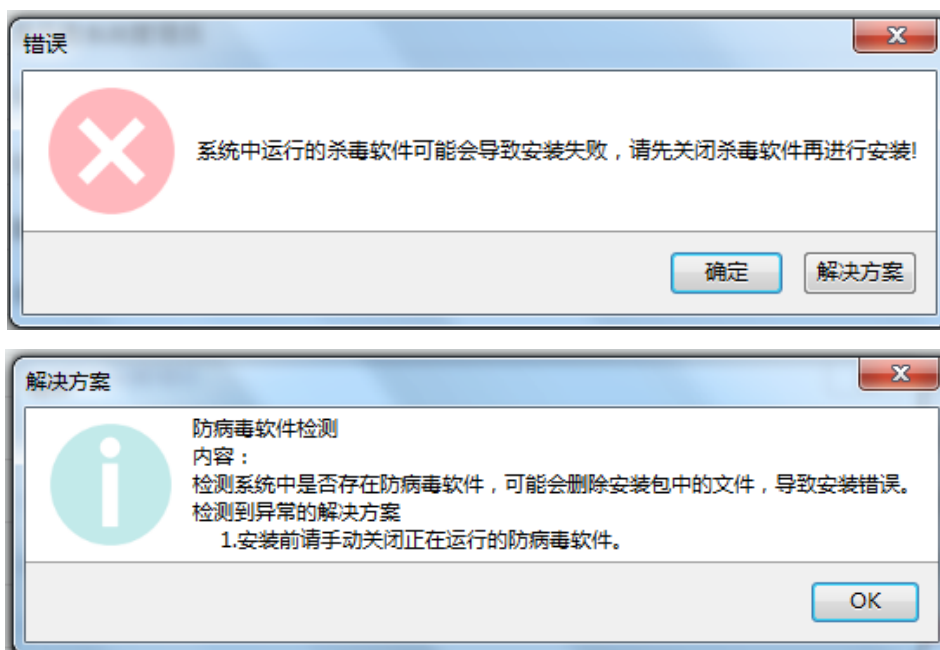 错误
系统中运行的杀毒软件可能会导致安装失败，请先关闭杀毒软件再进行安装!
确定
解决方案
解决方案
防病毒软件检测
内容：
检测系统中是否存在防病毒软件，可能会删除安装包中的文件，导致安装错误。
检测到异常的解决方案
1.安装前请手动关闭正在运行的防病毒软件。
OK